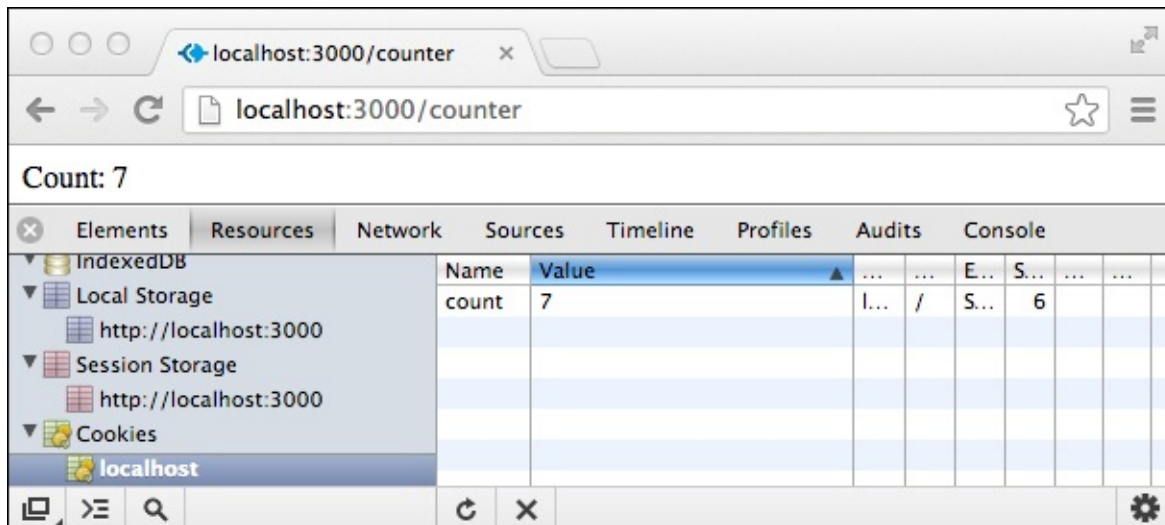 localhost:3000/counter
localhost:3000/counter
Count: 7
Elements Resources Network Sources Timeline Profiles Audits Console
IndexedDB
Name Value ... ... E... S... ... ...
Local Storage
count 7 l... / S... 6
http://localhost:3000
Session Storage
http://localhost:3000
Cookies
localhost